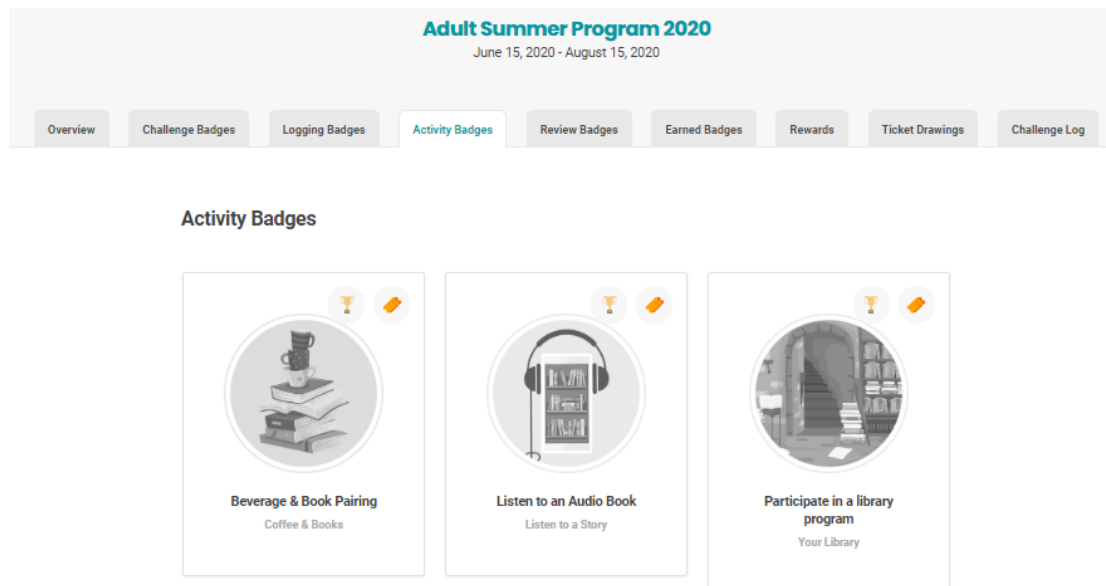 Adult Summer Program 2020
June 15, 2020 - August 15, 2020
Overview
Challenge Badges
Logging Badges
Activity Badges
Review Badges
Earned Badges
Rewards
Ticket Drawings
Challenge Log
Activity Badges
Beverage & Book Pairing
Coffee & Books
Listen to an Audio Book
Listen to a Story
Participate in a library
program
Your Library